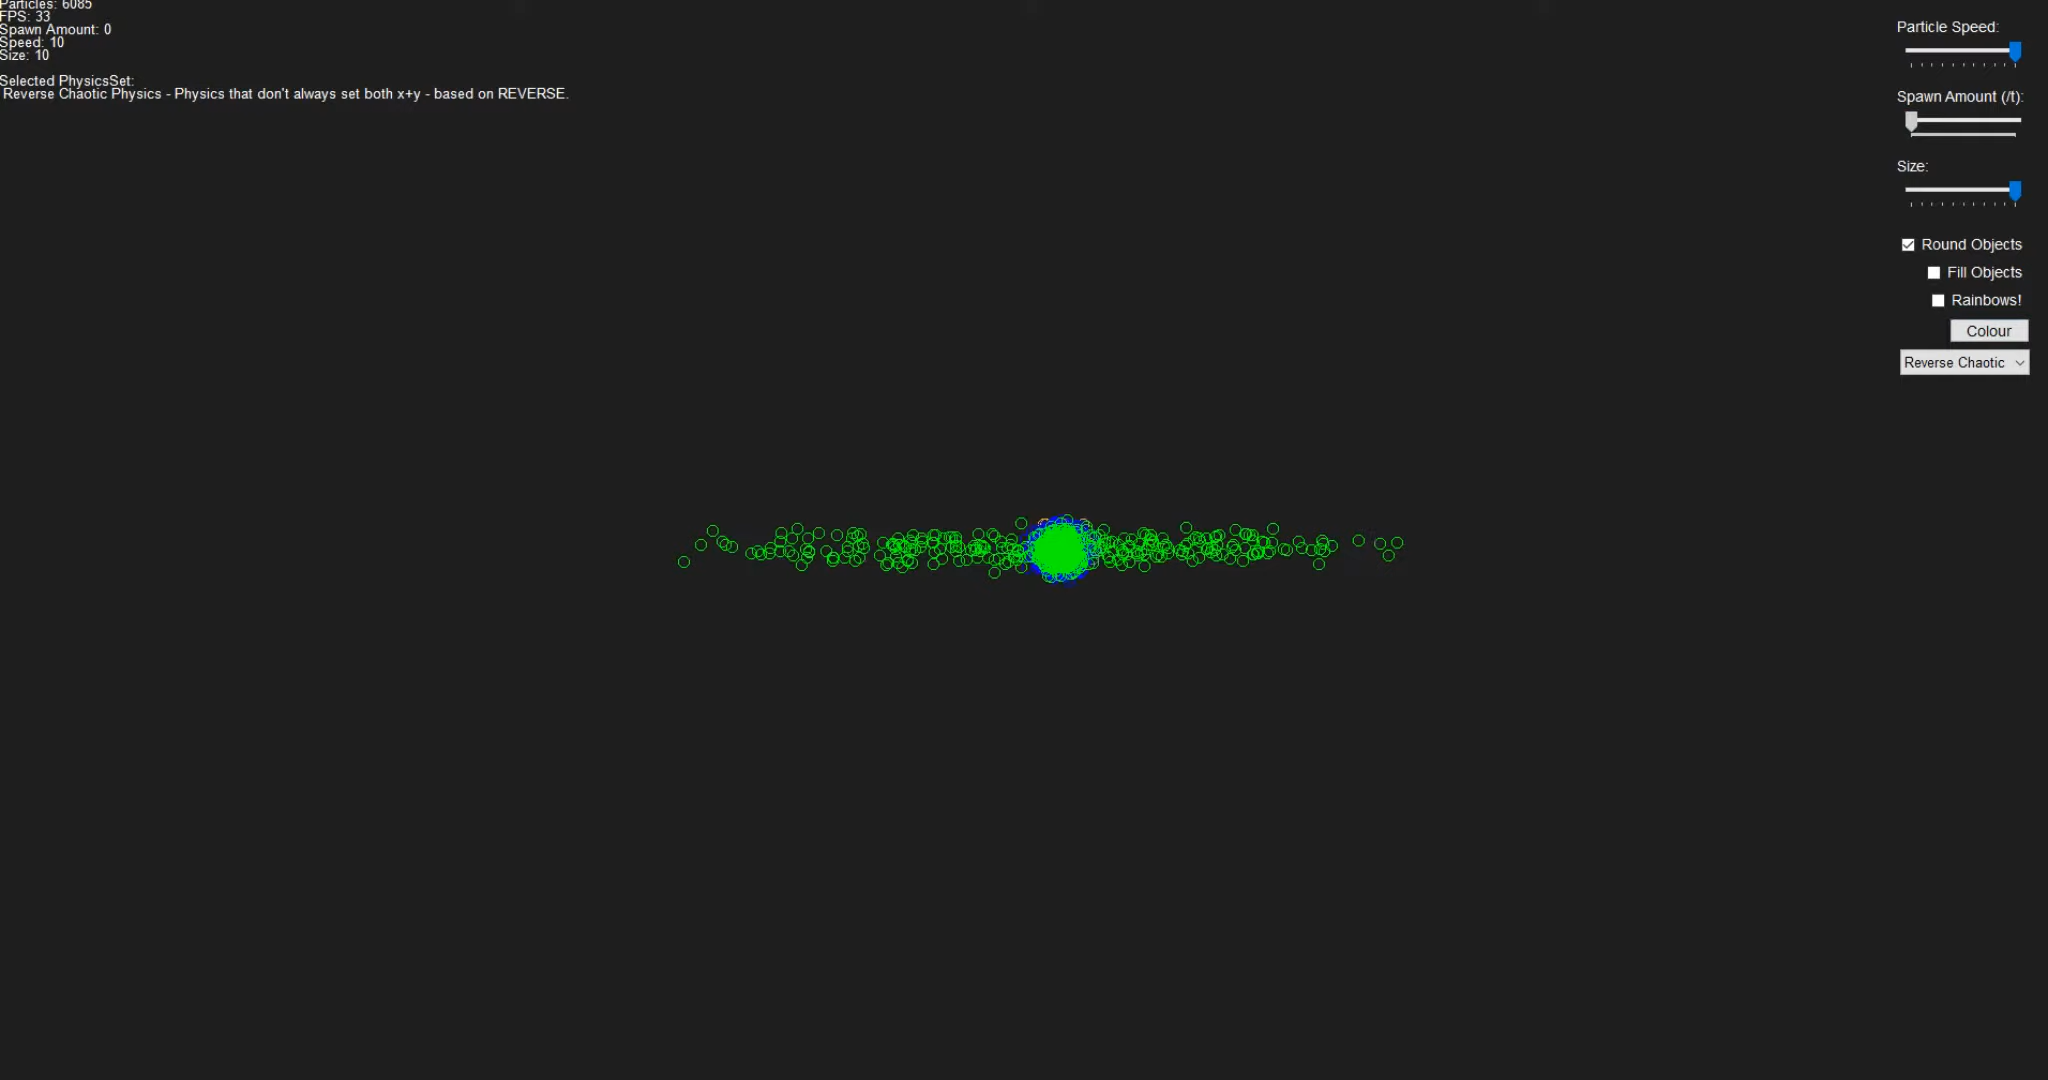 Particles: 6085
FPS: 33
Spawn Amount: 0
Speed: 10
Size: 10
Selected PhysicsSet:
Reverse Chaotic Physics - Physics that don't always set both x+y - based on REVERSE.
Particle Speed:
Spawn Amount (/t):
Size:
Round Objects
Fill Objects
Rainbows!
Colour
Reverse Chaotic